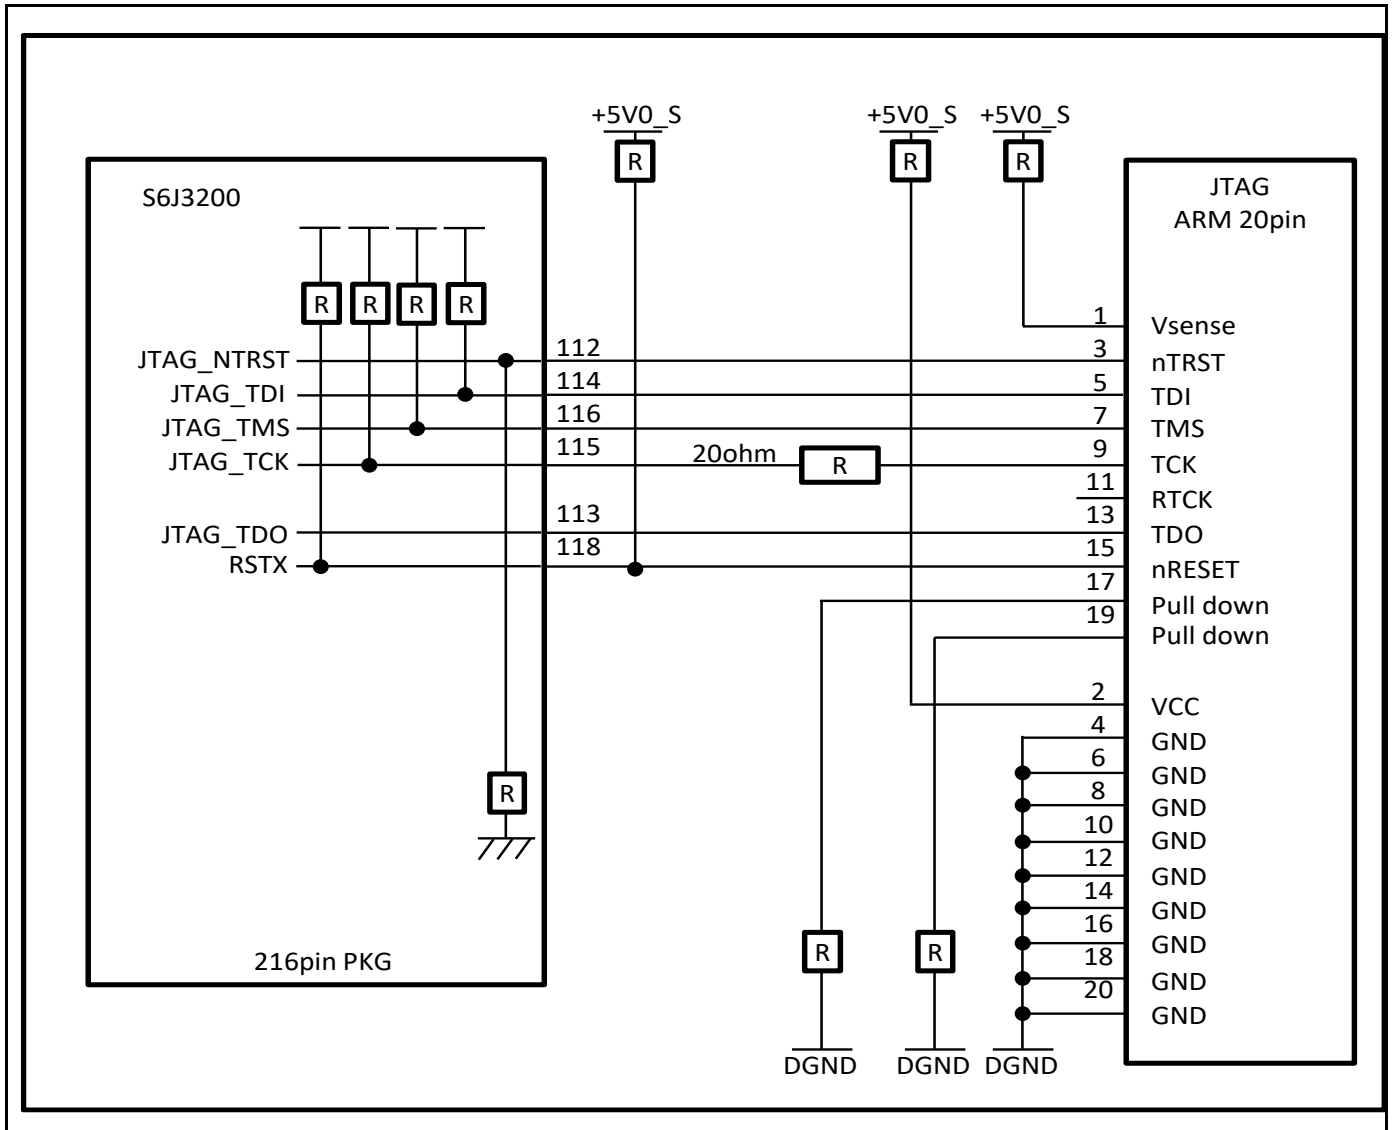 +5V0_S
+5V0_S
+5V0_S
R
R
R
S6J3200
JTAG
ARM 20pin
R
R
R
R
JTAG_NTRST
112
1
Vsense
3
nTRST
JTAG_TDI
114
5
TDI
JTAG_TMS
116
7
TMS
JTAG_TCK
115
20ohm
R
9
TCK
11
RTCK
JTAG_TDO
113
13
TDO
RSTX
118
15
nRESET
17
Pull down
19
Pull down
2
VCC
4
GND
6
GND
R
8
GND
10
GND
12
GND
14
GND
16
GND
R
R
18
GND
20
GND
216pin PKG
DGND
DGND
DGND